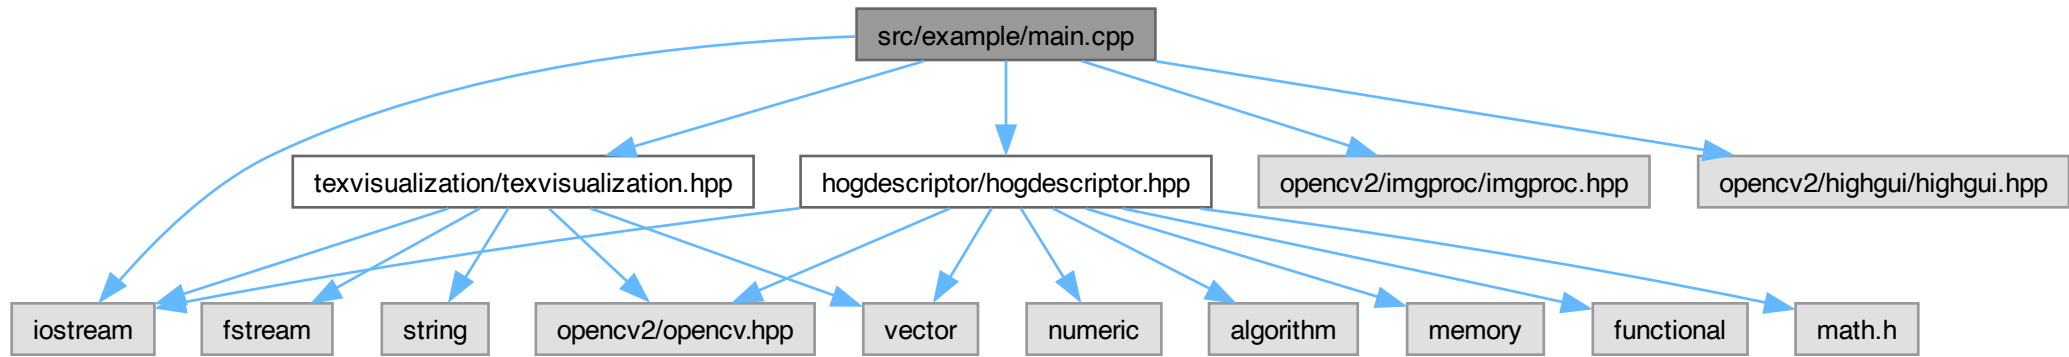 src/example/main.cpp
texvisualization/texvisualization.hpp
hogdescriptor/hogdescriptor.hpp
opencv2/imgproc/imgproc.hpp
opencv2/highgui/highgui.hpp
iostream
fstream
string
opencv2/opencv.hpp
vector
numeric
algorithm
memory
functional
math.h